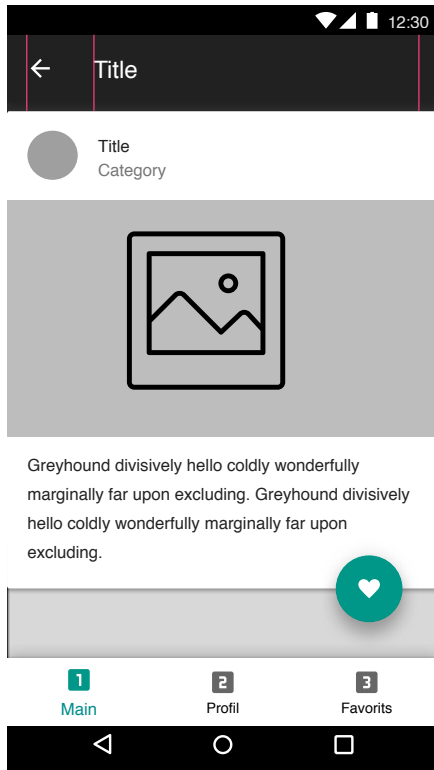 12:30
Title
Title
Category
Greyhound divisively hello coldly wonderfully
marginally far upon excluding. Greyhound divisively
hello coldly wonderfully marginally far upon
excluding.
1 2 3
Main Profil Favorits